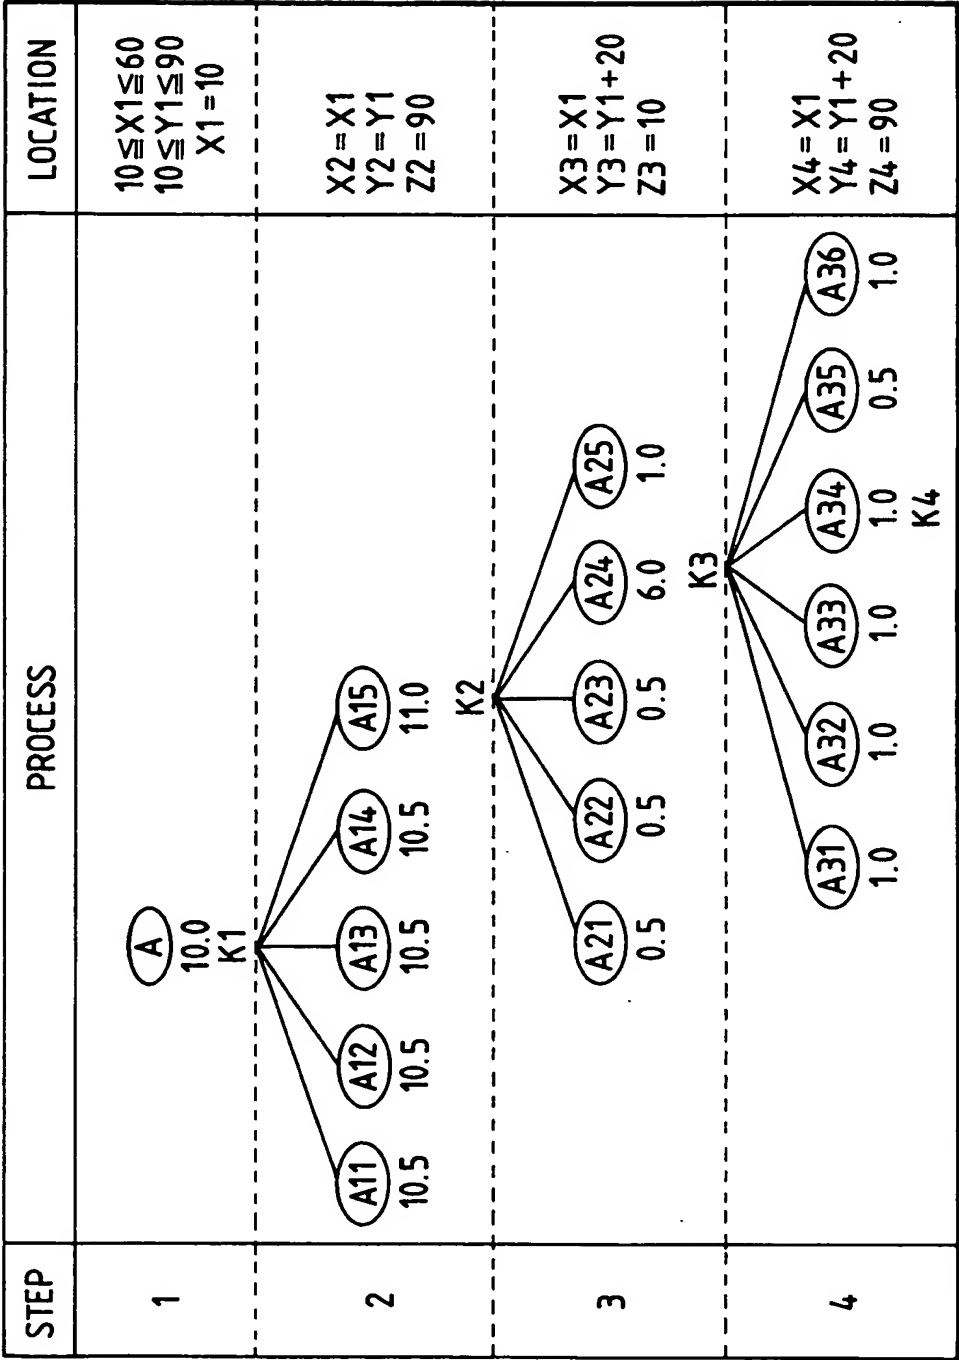 STEP PROCESS LOCATION
1
A
10.0
K1
10≦X1≦60
10≦Y1≦90
X1=10
2
A11 A12 A13 A14 A15
10.5 10.5 10.5 10.5 11.0
K2
X2=X1
Y2=Y1
Z2=90
3
A21 A22 A23 A24 A25
0.5 0.5 0.5 6.0 1.0
K3
X3=X1
Y3=Y1+20
Z3=10
4
A31 A32 A33 A34 A35 A36
1.0 1.0 1.0 1.0 0.5 1.0
K4
X4=X1
Y4=Y1+20
Z4=90